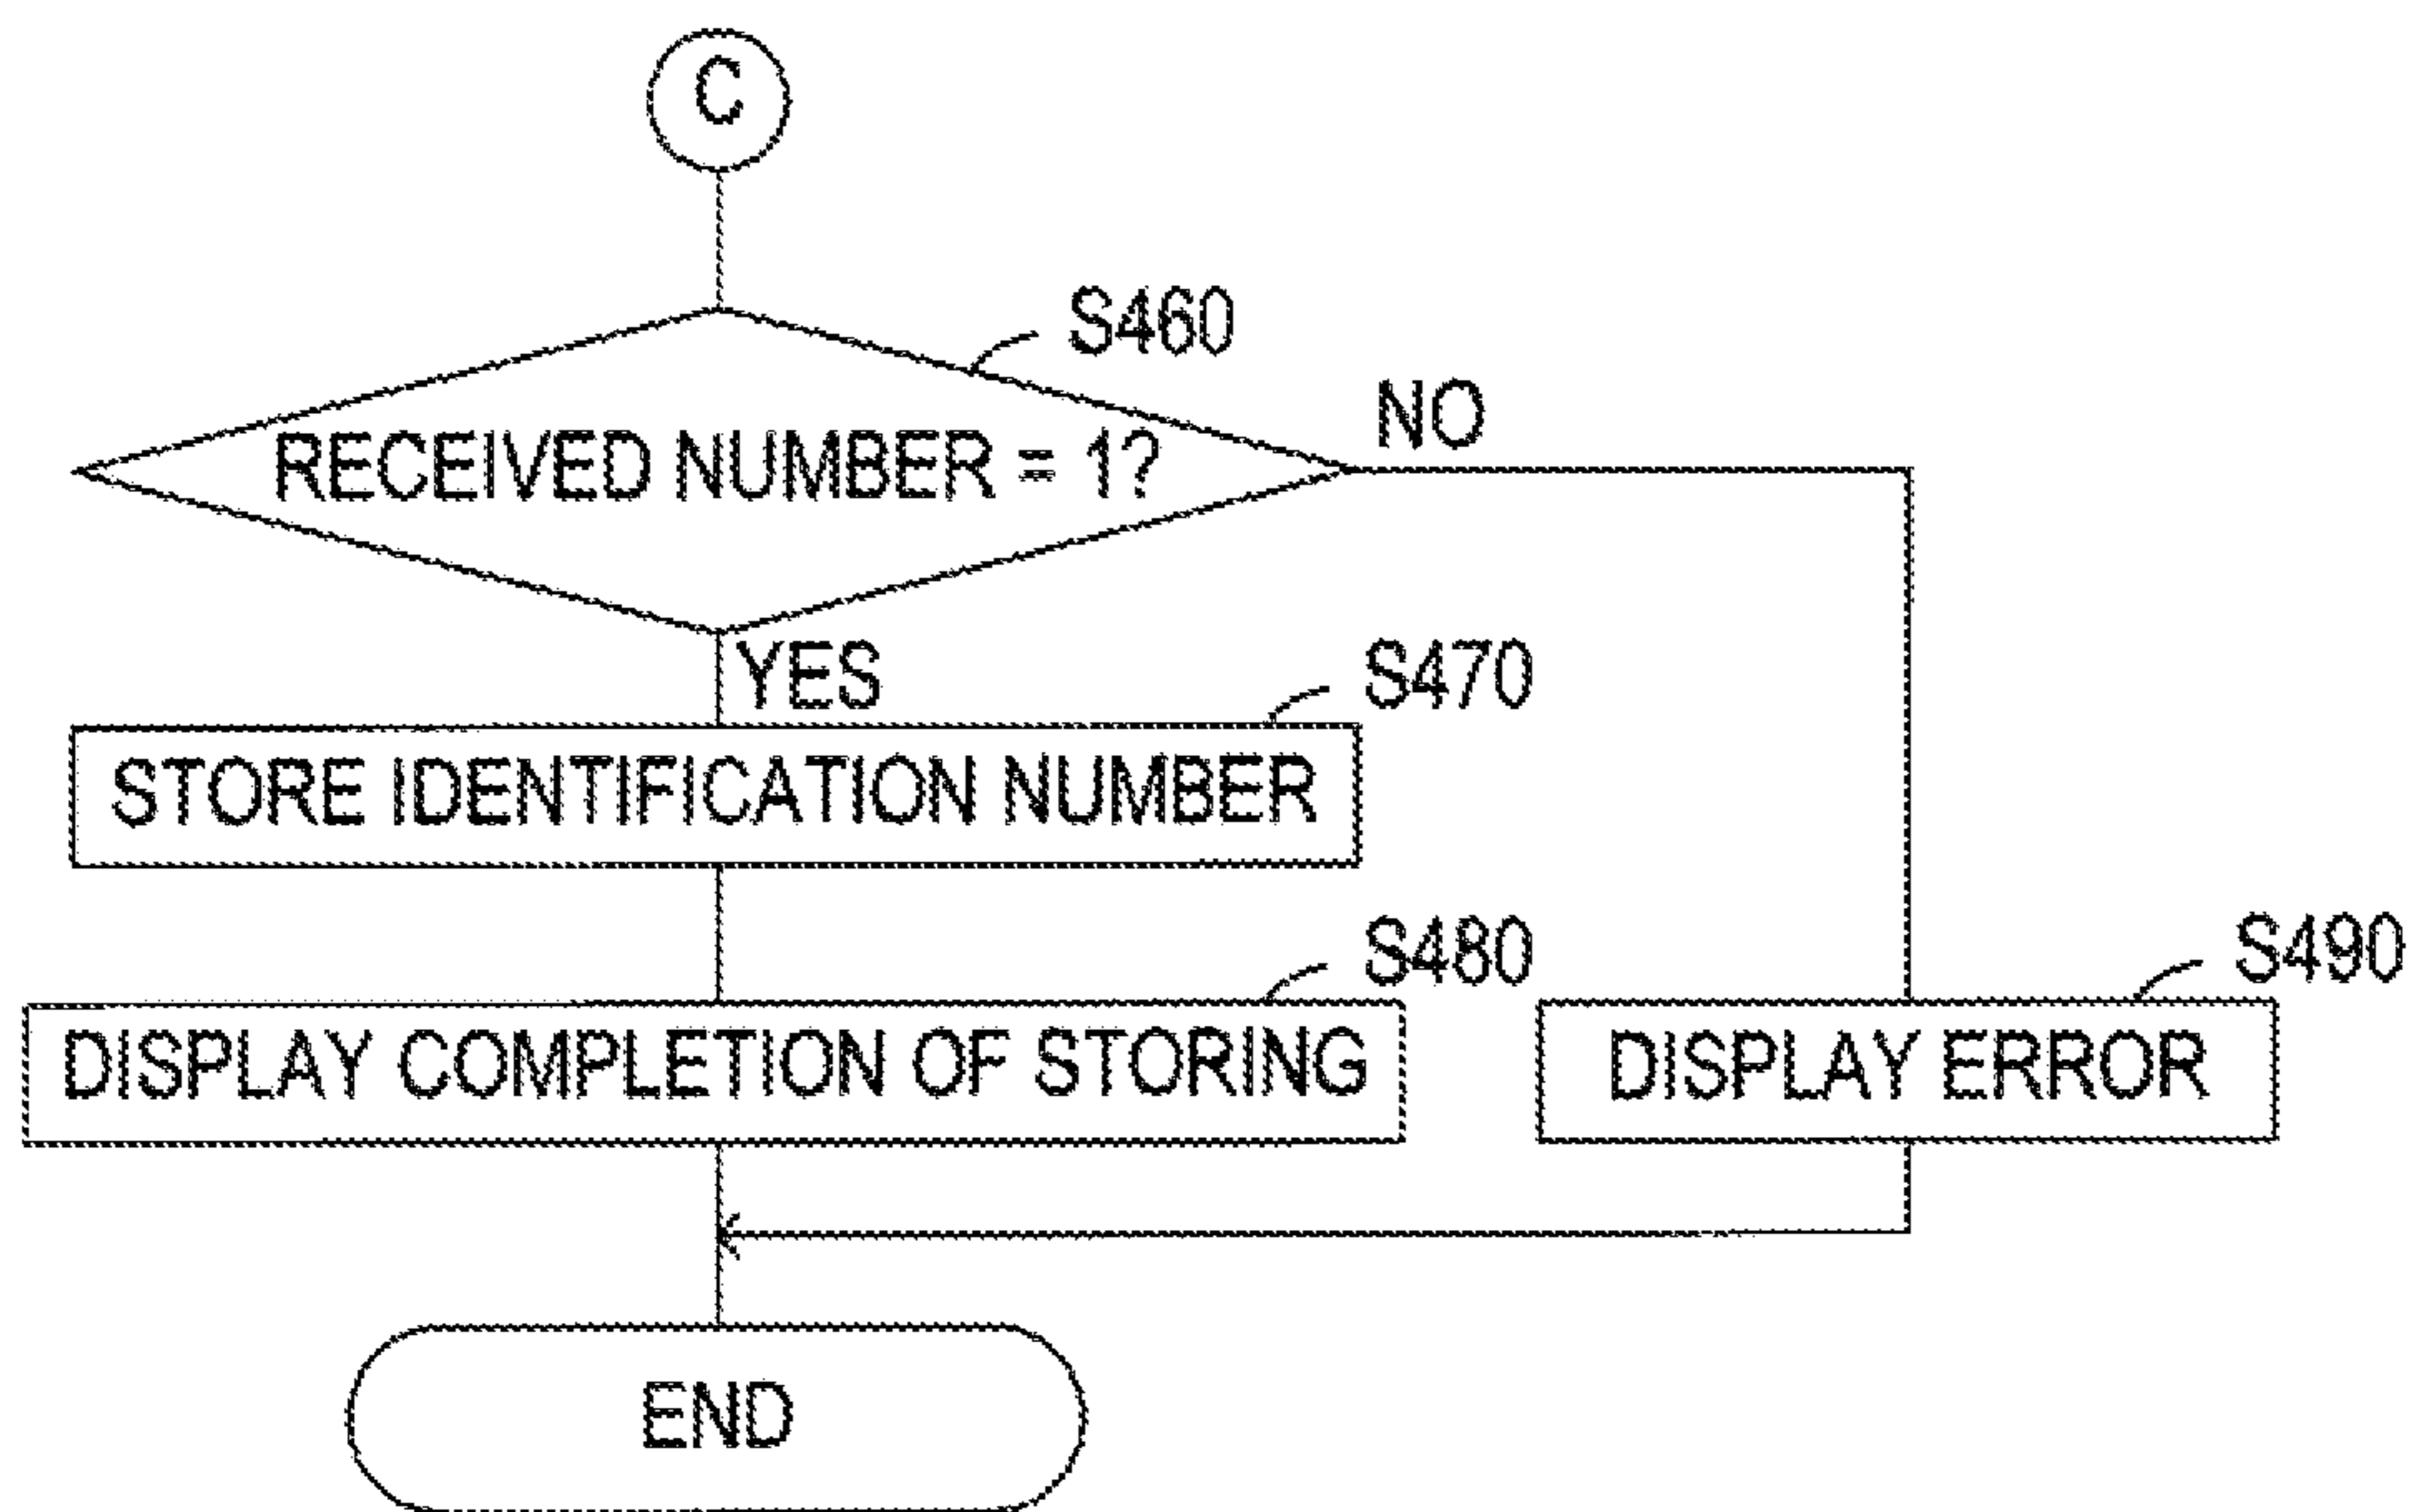 C
S460
NO
RECEIVED NUMBER = 1?
YES
S470
STORE IDENTIFICATION NUMBER
S480
S490
DISPLAY COMPLETION OF STORING
DISPLAY ERROR
END